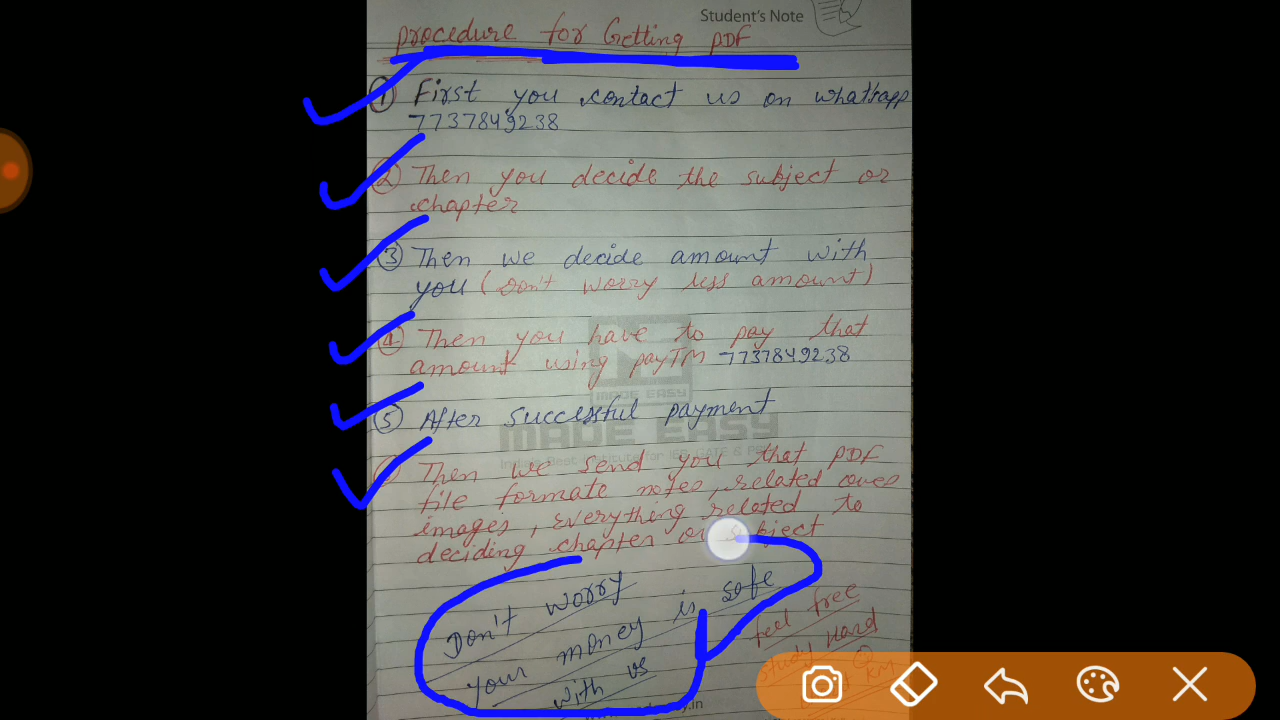 Student's Note
procedure for Getting PDF
① First you contact us on whatsapp
7737849238
② Then you decide the subject or
chapter
③ Then we decide amount with
you (Don't worry less amount)
④ Then you have to pay that
amount using payTM 7737849238
MADE EASY
⑤ After successful payment
MADE EASY
Then we send you that PDF
file formate notes, related
images, everything related to
deciding chapter or subject
Don't worry
your money is safe
with us
feel free
study hard